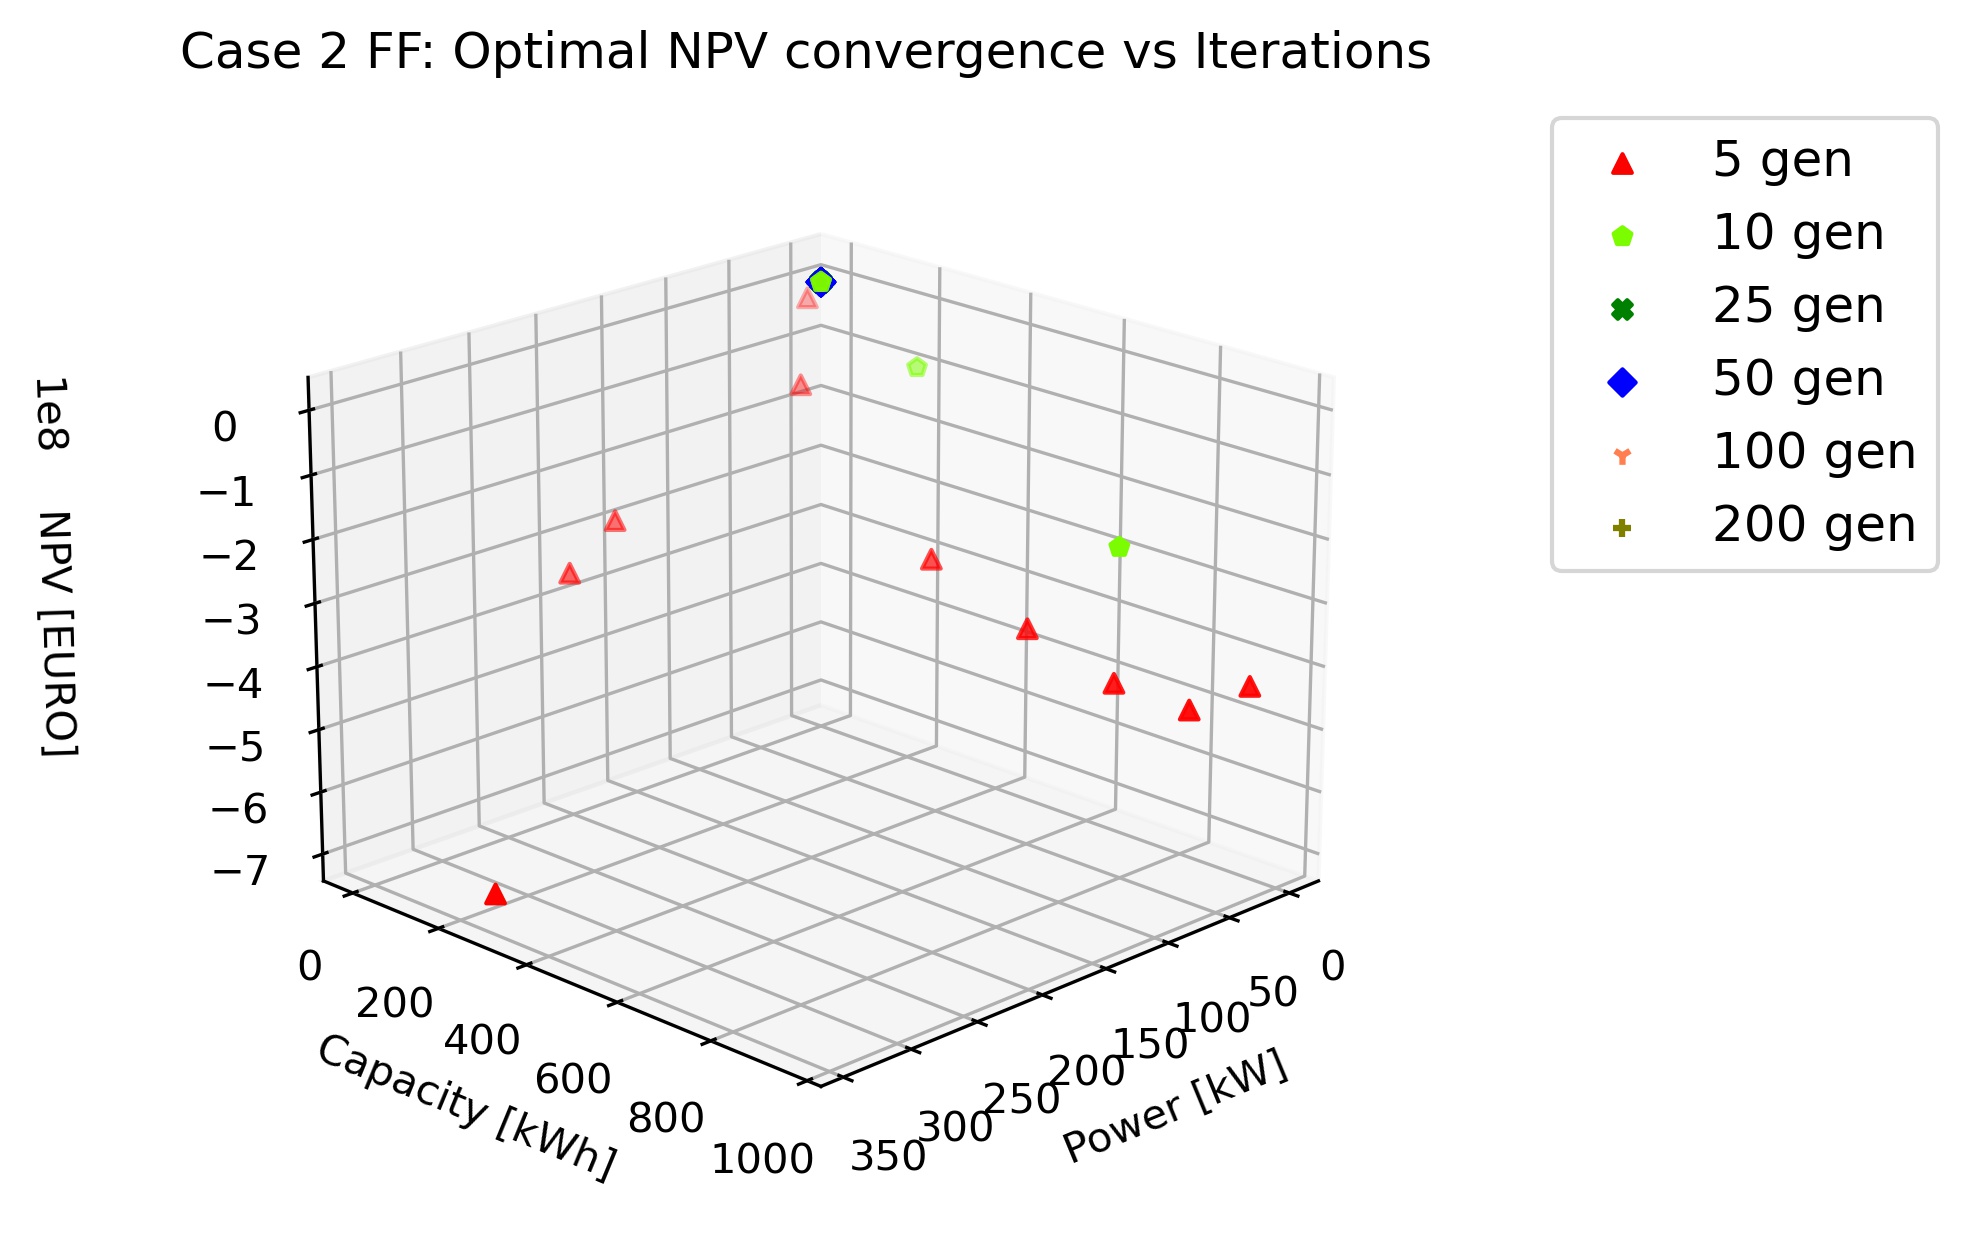 Case 2 FF: Optimal NPV convergence vs Iterations
5 gen
10 gen
25 gen
50 gen
100 gen
200 gen
1e8
NPV [EURO]
0
−1
−2
−3
−4
−5
−6
−7
0
200
400
600
800
1000
Capacity [kWh]
350
300
250
200
150
100
50
0
Power [kW]